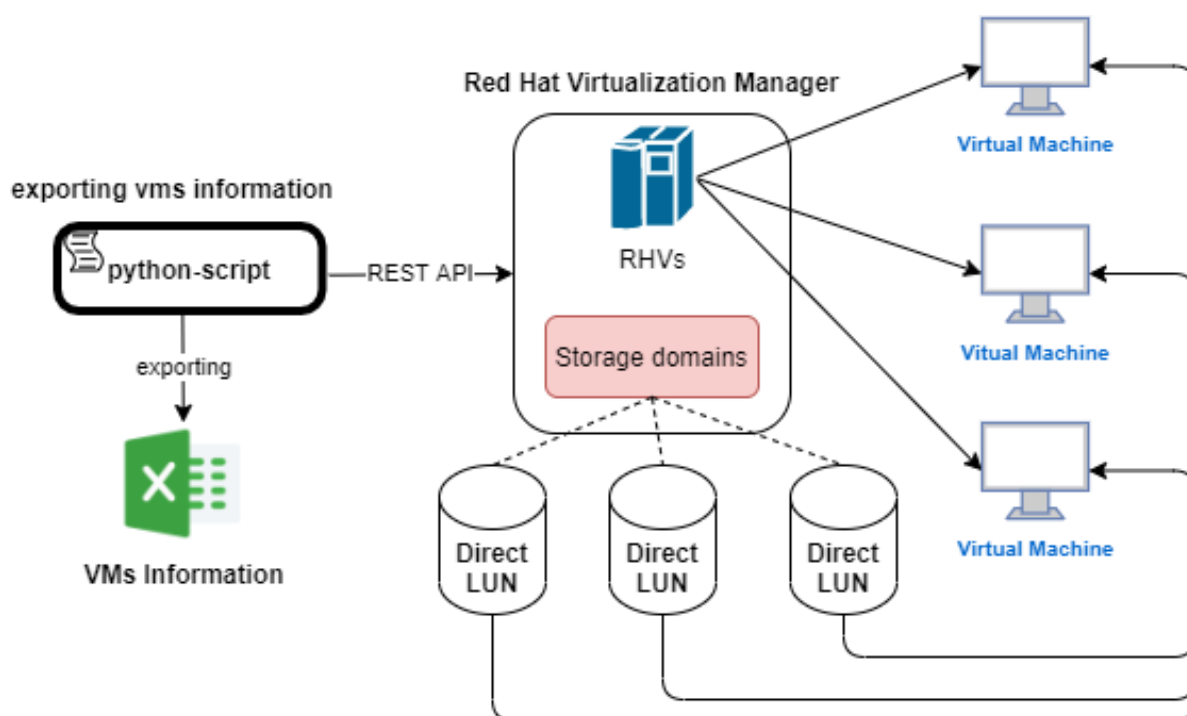 Red Hat Virtualization Manager
Virtual Machine
exporting vms information
python-script
REST API
RHVs
Vitual Machine
Storage domains
exporting
X
Direct
LUN
Direct
LUN
Direct
LUN
Virtual Machine
VMs Information